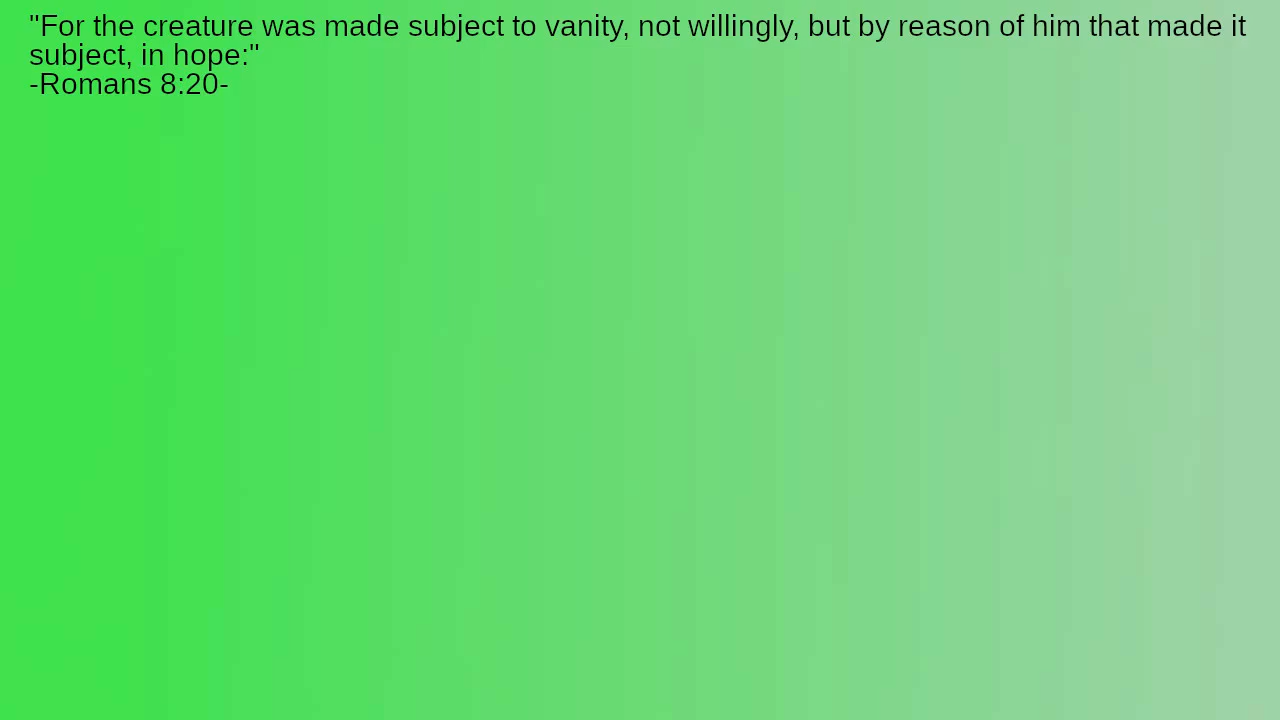 "For the creature was made subject to vanity, not willingly, but by reason of him that made it
subject, in hope:"
-Romans 8:20-